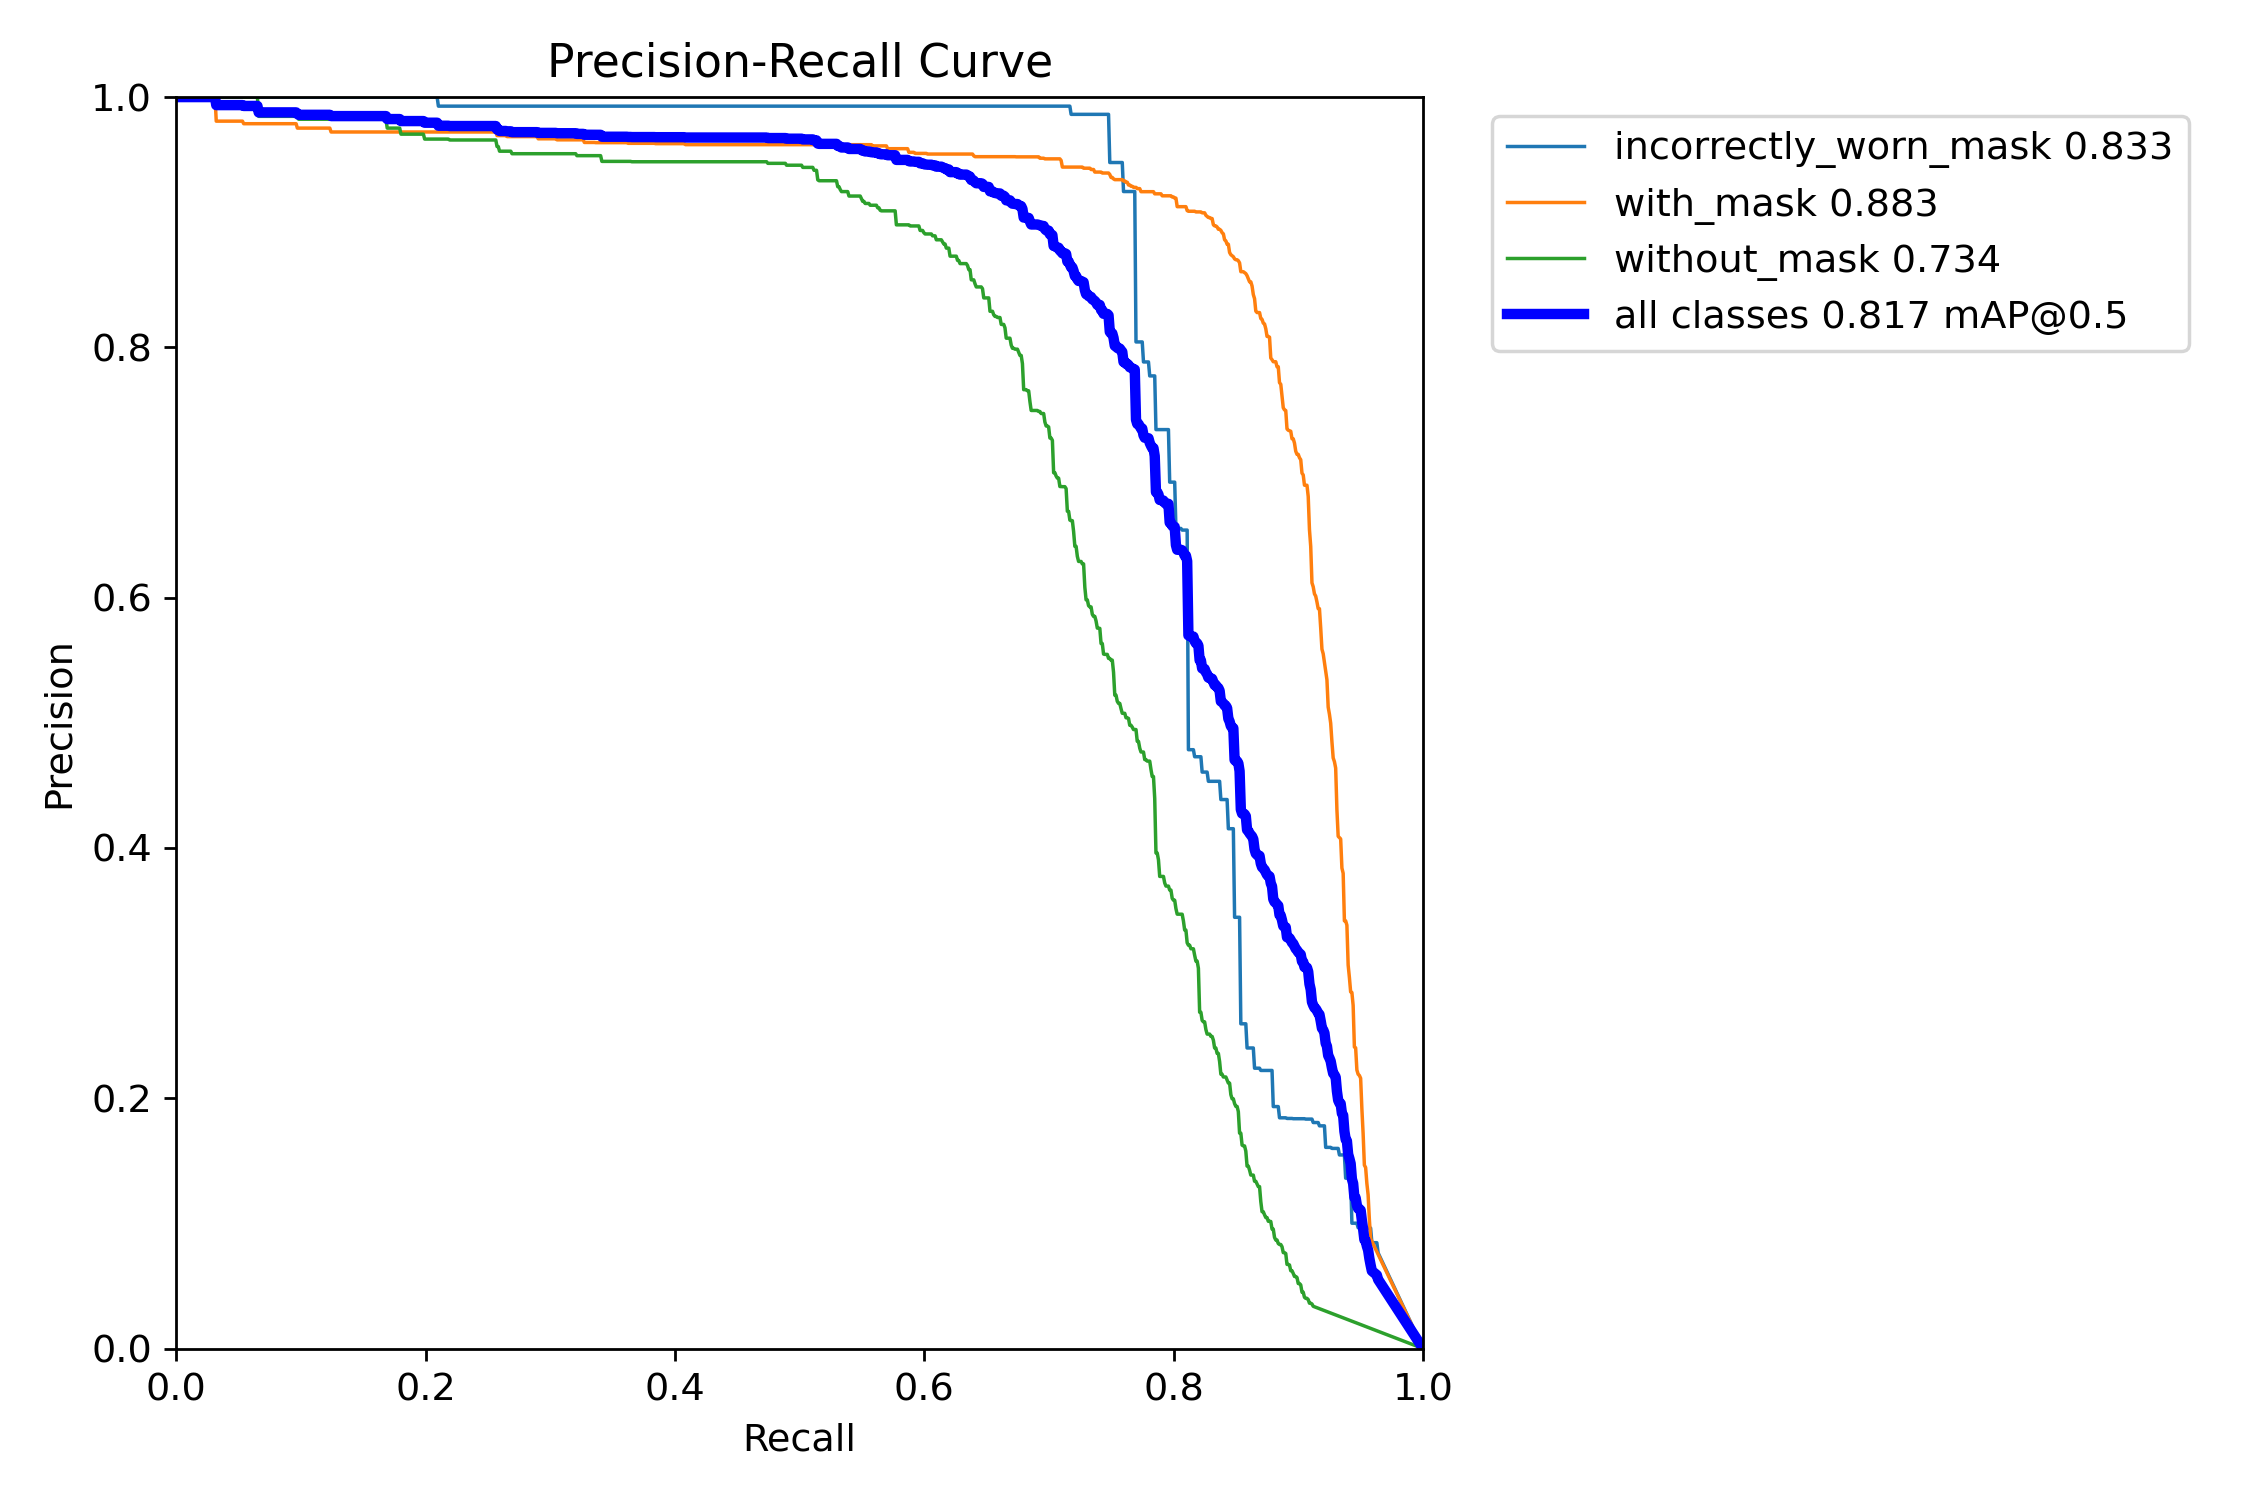 Precision-Recall Curve
1.0
0.8
0.6
0.4
0.2
0.0
Precision
0.0 0.2 0.4 0.6 0.8 1.0
Recall
incorrectly_worn_mask 0.833
with_mask 0.883
without_mask 0.734
all classes 0.817 mAP@0.5